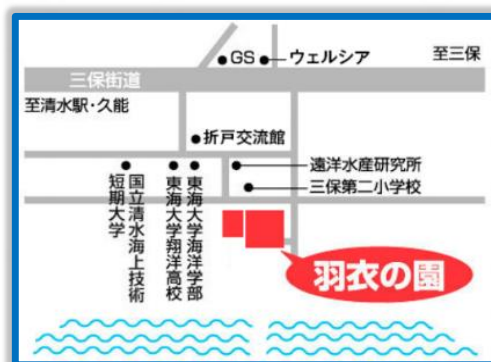 GS
ウェルシア
至三保
三保街道
至清水駅・久能
折戸交流館
遠洋水産研究所
三保第二小学校
国立清水海上技術
短期大学
東海大学翔洋高校
東海大学海洋学部
羽衣の園